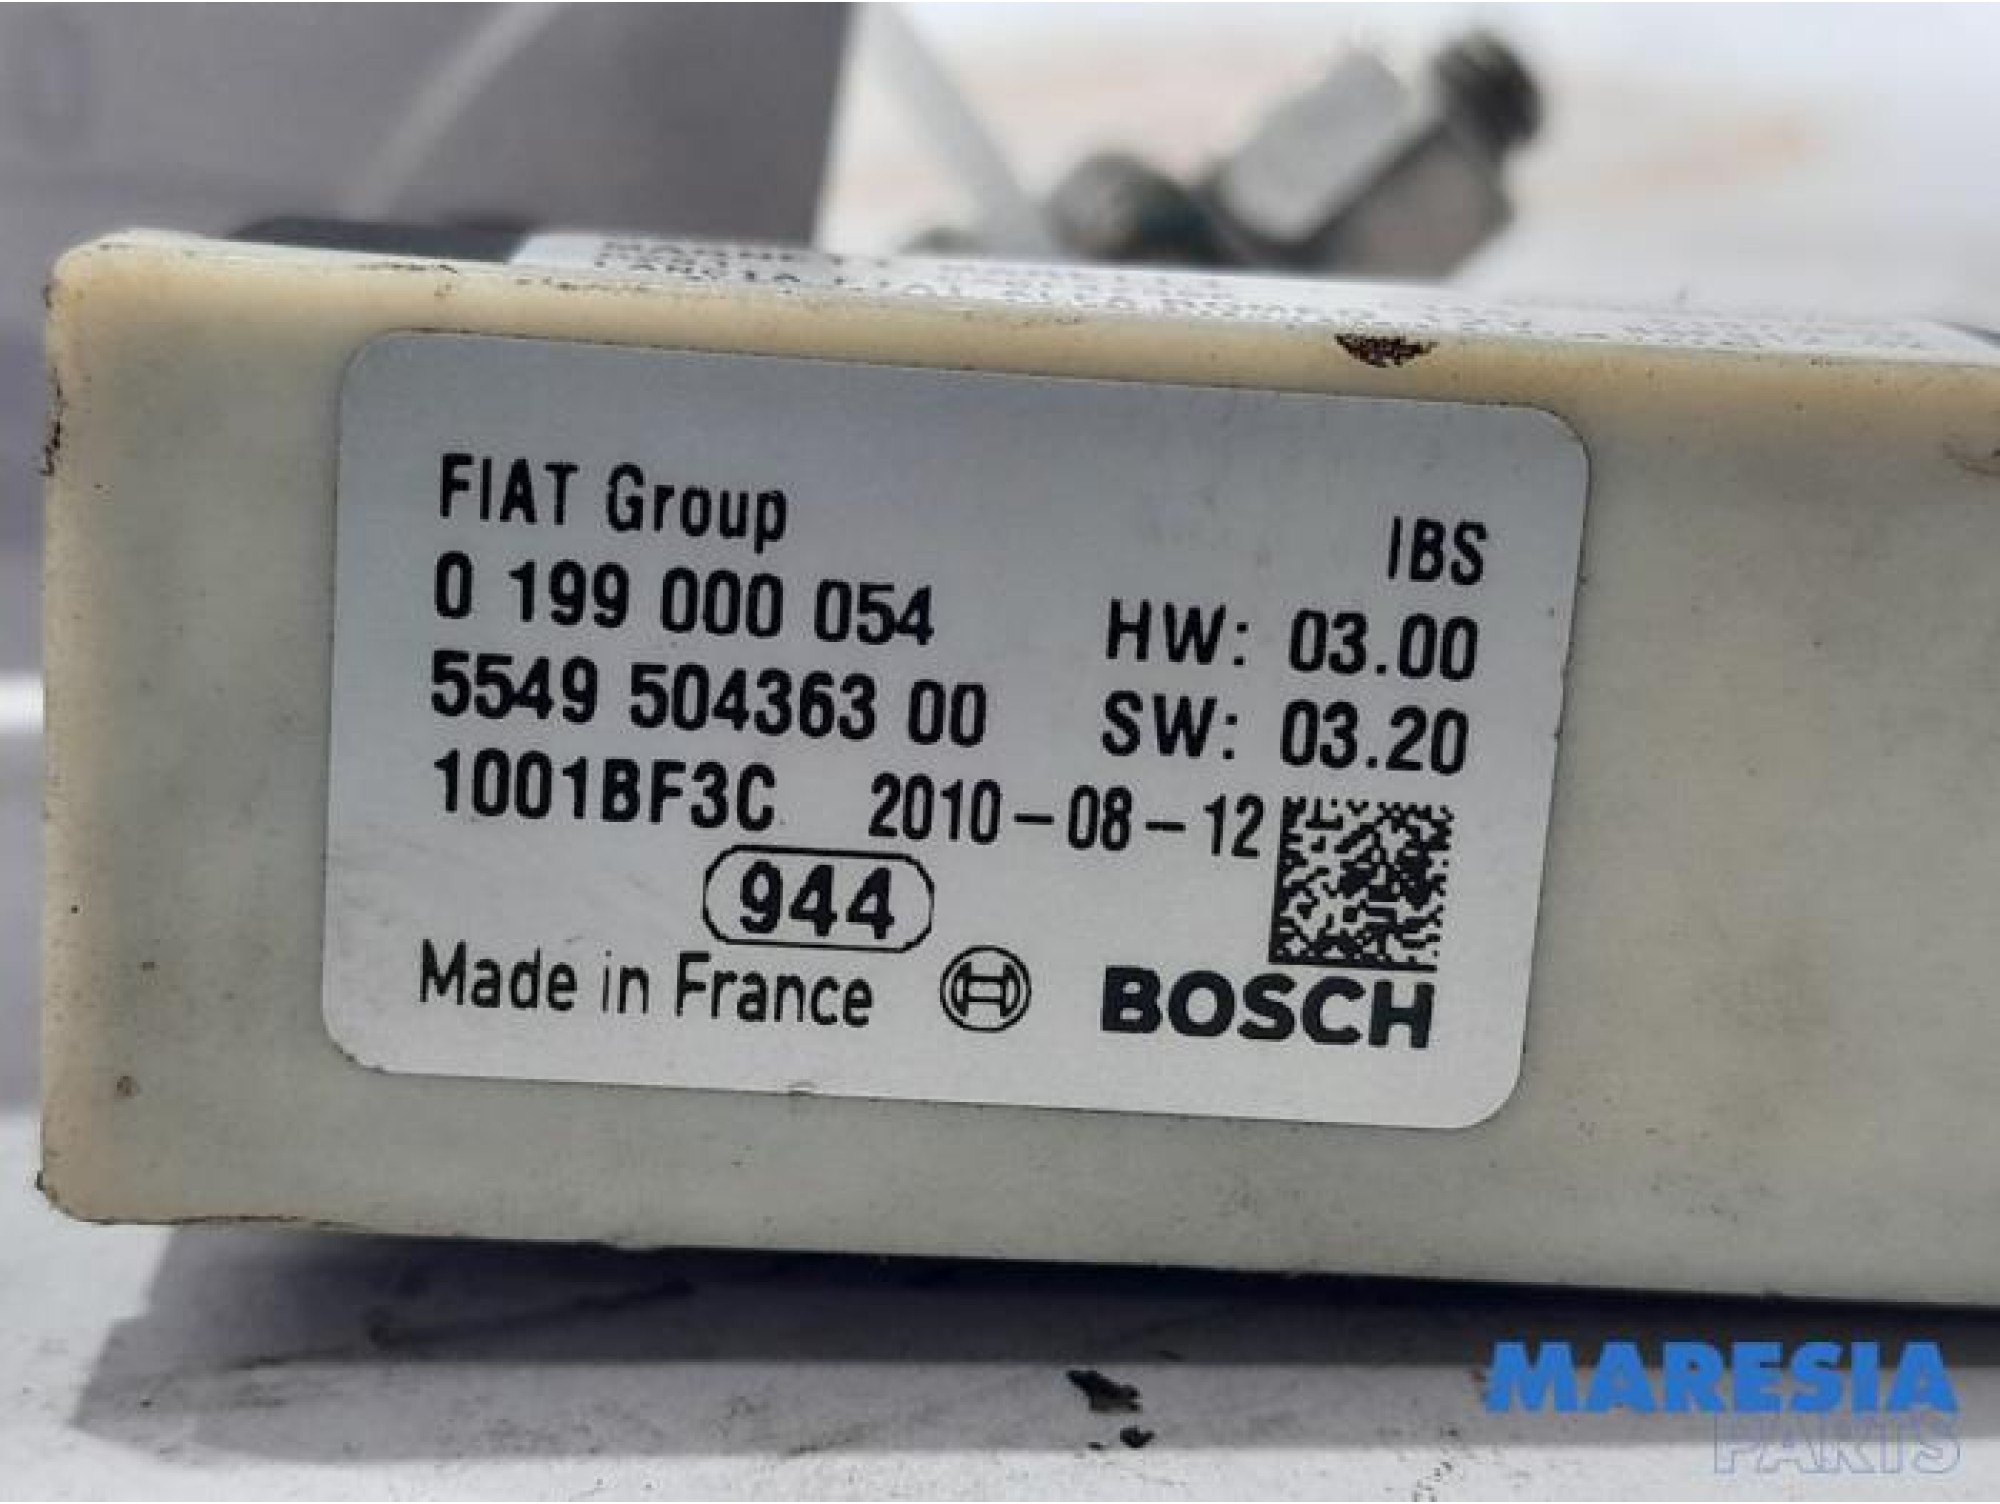 FIAT Group
IBS
0 199 000 054 HW: 03.00
5549 504363 00 SW: 03.20
1001BF3C 2010-08-12
944
Made in France BOSCH
MARESIA
PARTS